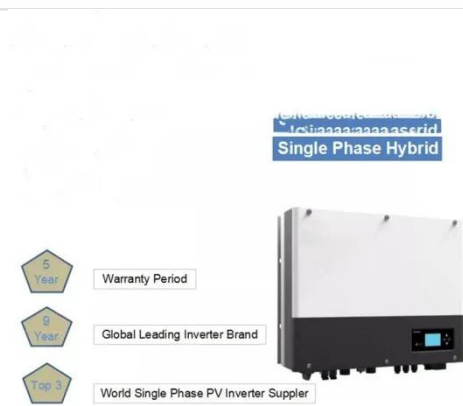 Single Phase Hybrid
5
Year
Warranty Period
9
Year
Global Leading Inverter Brand
Top 3
World Single Phase PV Inverter Suppler